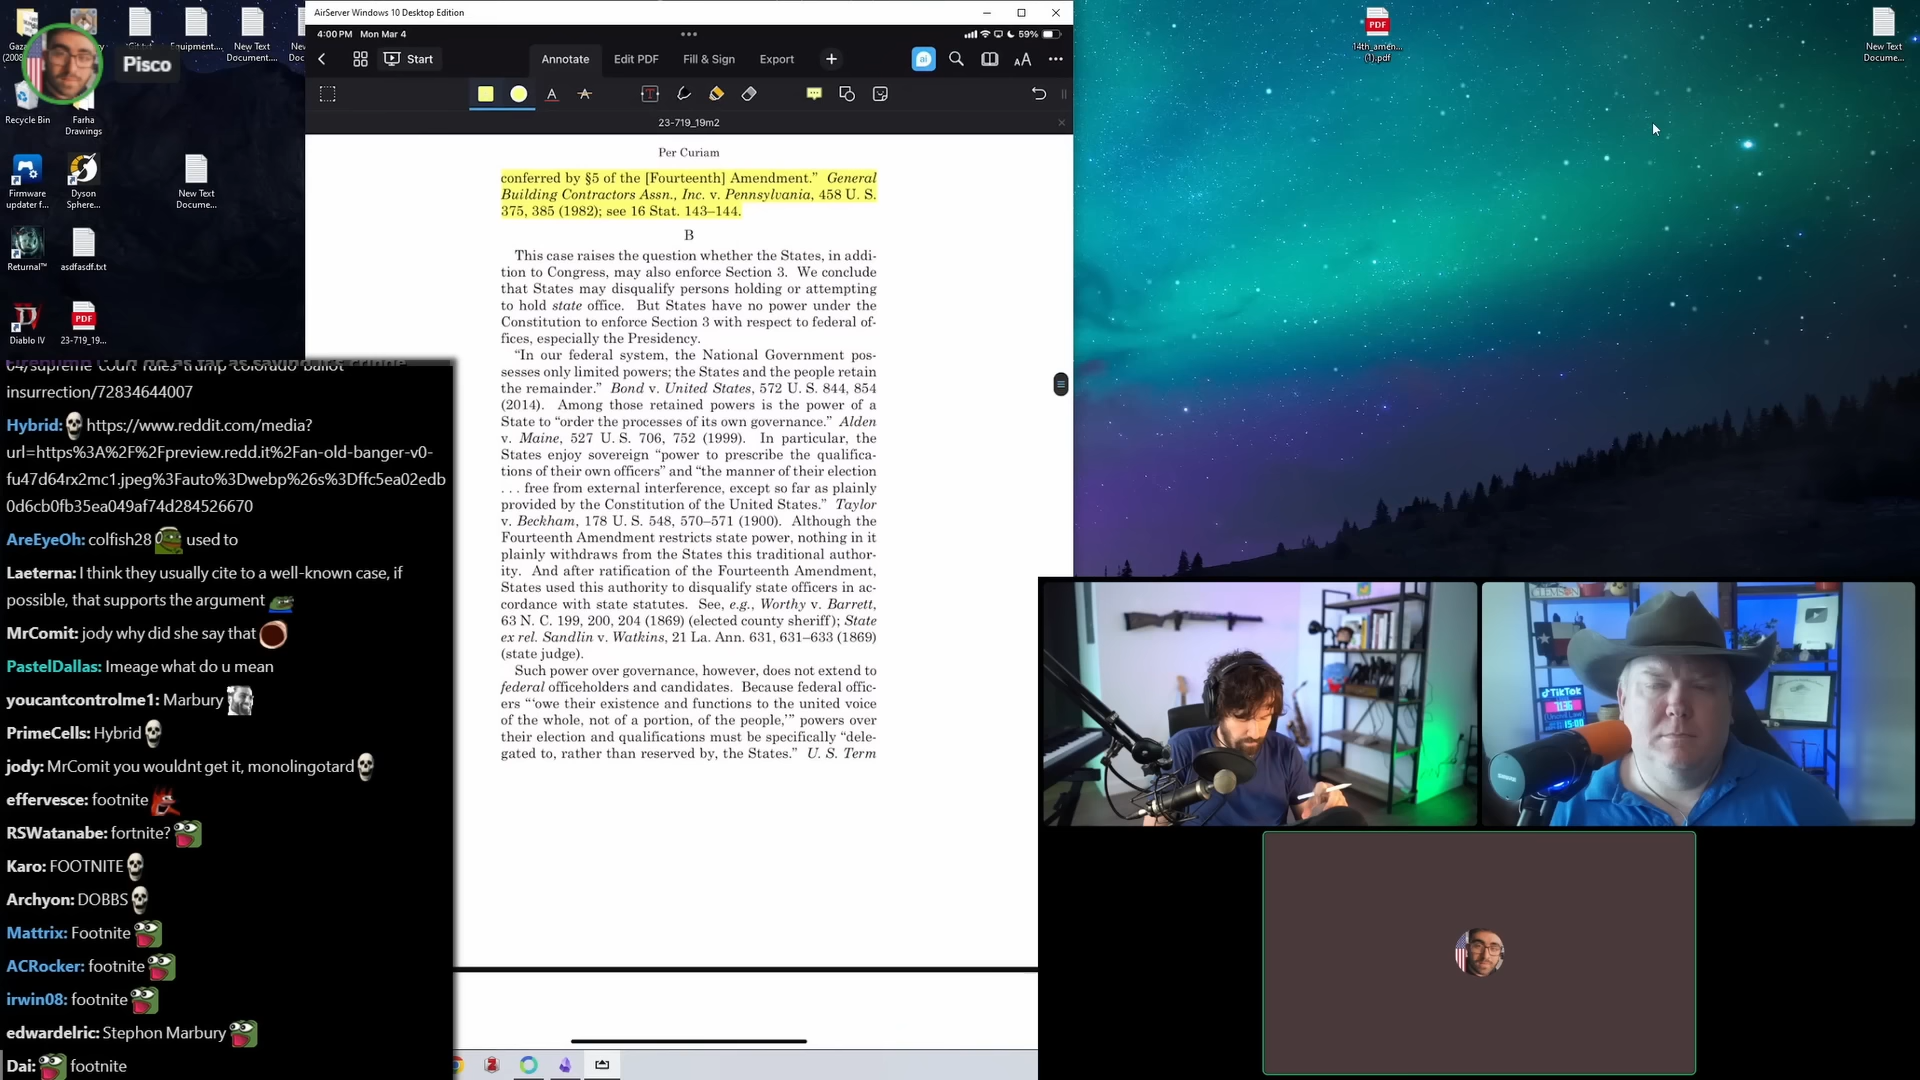 AirServer Windows 10 Desktop Edition
4:00 PM Mon Mar 4
59%
Start
Annotate
Edit PDF
Fill & Sign
Export
23-719_19m2
Pisco
Gaza
(2008
Git.txt
Equipment....
New Text
Document....
Recycle Bin
Farha
Drawings
Firmware
updater f...
Dyson
Sphere...
New Text
Docume...
Returnal™
asdfasdf.txt
Diablo IV
23-719_19...
14th_amen...
(1).pdf
New Text
Docume...
Per Curiam
conferred by §5 of the [Fourteenth] Amendment.” General
Building Contractors Assn., Inc. v. Pennsylvania, 458 U. S.
375, 385 (1982); see 16 Stat. 143–144.
B
This case raises the question whether the States, in addi-
tion to Congress, may also enforce Section 3. We conclude
that States may disqualify persons holding or attempting
to hold state office. But States have no power under the
Constitution to enforce Section 3 with respect to federal of-
fices, especially the Presidency.
“In our federal system, the National Government pos-
sesses only limited powers; the States and the people retain
the remainder.” Bond v. United States, 572 U. S. 844, 854
(2014). Among those retained powers is the power of a
State to “order the processes of its own governance.” Alden
v. Maine, 527 U. S. 706, 752 (1999). In particular, the
States enjoy sovereign “power to prescribe the qualifica-
tions of their own officers” and “the manner of their election
. . . free from external interference, except so far as plainly
provided by the Constitution of the United States.” Taylor
v. Beckham, 178 U. S. 548, 570–571 (1900). Although the
Fourteenth Amendment restricts state power, nothing in it
plainly withdraws from the States this traditional author-
ity. And after ratification of the Fourteenth Amendment,
States used this authority to disqualify state officers in ac-
cordance with state statutes. See, e.g., Worthy v. Barrett,
63 N. C. 199, 200, 204 (1869) (elected county sheriff); State
ex rel. Sandlin v. Watkins, 21 La. Ann. 631, 631–633 (1869)
(state judge).
Such power over governance, however, does not extend to
federal officeholders and candidates. Because federal offic-
ers “‘owe their existence and functions to the united voice
of the whole, not of a portion, of the people,’” powers over
their election and qualifications must be specifically “dele-
gated to, rather than reserved by, the States.” U. S. Term
04/supreme-court-rules-trump-colorado-ballot-
insurrection/72834644007
Hybrid: https://www.reddit.com/media?
url=https%3A%2F%2Fpreview.redd.it%2Fan-old-banger-v0-
fu47d64rx2mc1.jpeg%3Fauto%3Dwebp%26s%3Dffc5ea02edb
0d6cb0fb35ea049af74d284526670
AreEyeOh: colfish28 used to
Laeterna: I think they usually cite to a well-known case, if
possible, that supports the argument
MrComit: jody why did she say that
PastelDallas: Imeage what do u mean
youcantcontrolme1: Marbury
PrimeCells: Hybrid
jody: MrComit you wouldnt get it, monolingotard
effervesce: footnite
RSWatanabe: fortnite?
Karo: FOOTNITE
Archyon: DOBBS
Mattrix: Footnite
ACRocker: footnite
irwin08: footnite
edwardelric: Stephon Marbury
Dai: footnite
CLEMSON
TikTok